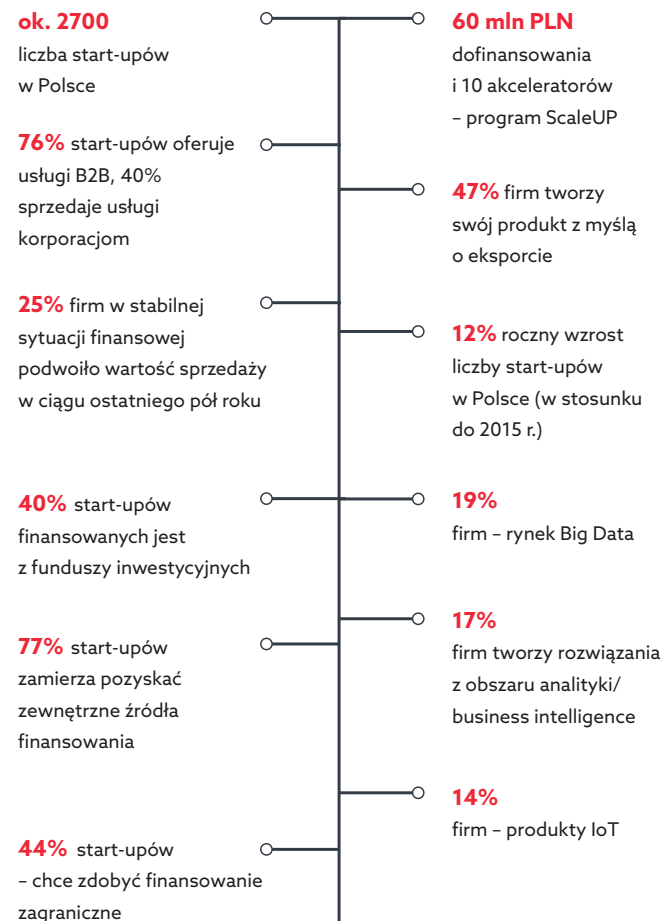 ok. 2700
liczba start-upów
w Polsce
76% start-upów oferuje
usługi B2B, 40%
sprzedaje usługi
korporacjom
25% firm w stabilnej
sytuacji finansowej
podwoiło wartość sprzedaży
w ciągu ostatniego pół roku
40% start-upów
finansowanych jest
z funduszy inwestycyjnych
77% start-upów
zamierza pozyskać
zewnętrzne źródła
finansowania
44% start-upów
– chce zdobyć finansowanie
zagraniczne
60 mln PLN
dofinansowania
i 10 akceleratorów
– program ScaleUP
47% firm tworzy
swój produkt z myślą
o eksporcie
12% roczny wzrost
liczby start-upów
w Polsce (w stosunku
do 2015 r.)
19%
firm – rynek Big Data
17%
firm tworzy rozwiązania
z obszaru analityki/
business intelligence
14%
firm – produkty IoT